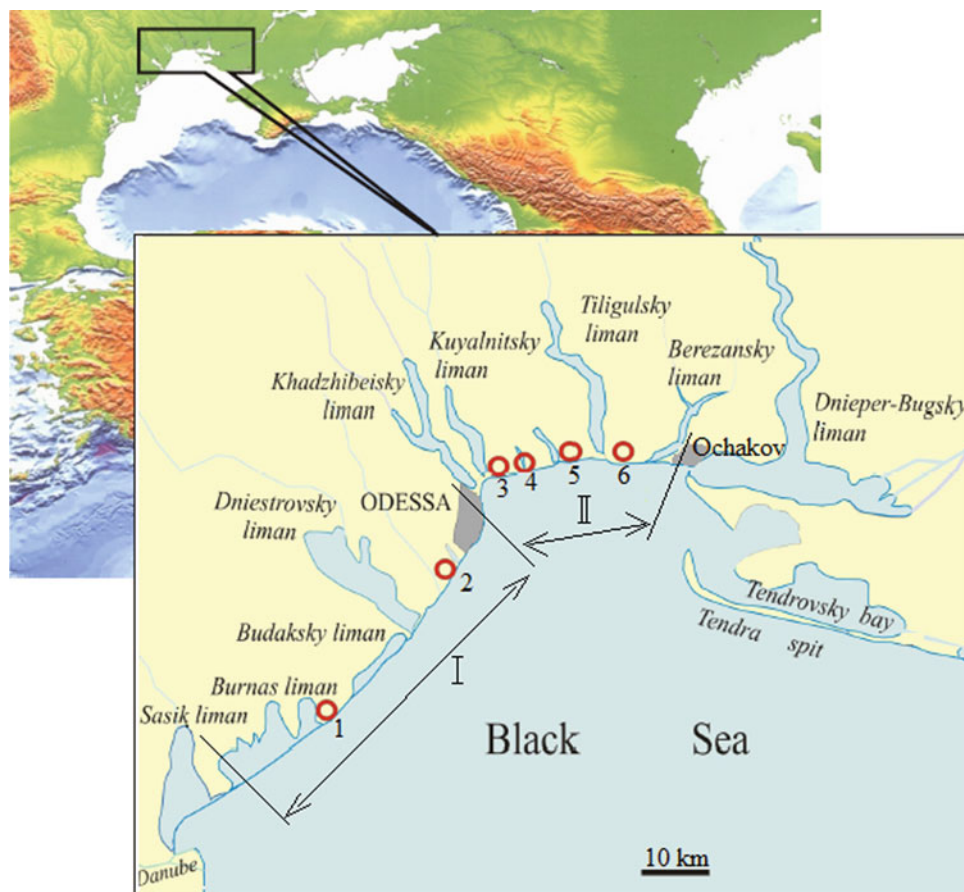 Tiligulsky
liman
Kuyalnitsky
liman
Berezansky
liman
Khadzhibeisky
liman
Dnieper-Bugsky
liman
Ochakov
3
4
5
6
ODESSA
II
Dniestrovsky
liman
2
Tendrovsky bay
Tendra spit
Budaksky liman
I
Burnas liman
Sasik liman
1
Black Sea
10 km
Danube